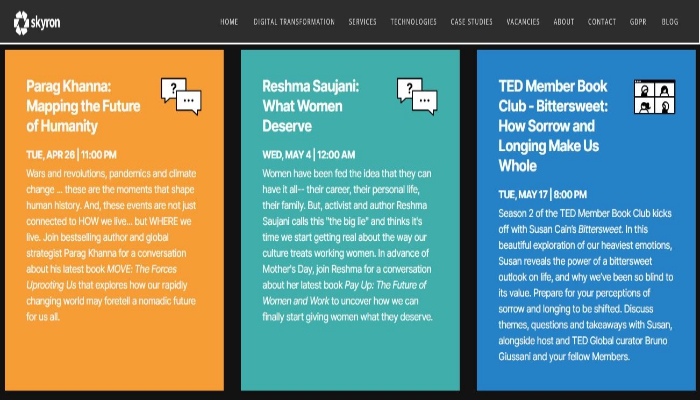 skyron
HOME DIGITAL TRANSFORMATION SERVICES TECHNOLOGIES CASE STUDIES VACANCIES ABOUT CONTACT GDPR BLOG
Parag Khanna:
Mapping the Future
of Humanity
TUE, APR 26 | 11:00 PM
Wars and revolutions, pandemics and climate
change ... these are the moments that shape
human history. And, these events are not just
connected to HOW we live... but WHERE we
live. Join bestselling author and global
strategist Parag Khanna for a conversation
about his latest book MOVE: The Forces
Uprooting Us that explores how our rapidly
changing world may foretell a nomadic future
for us all.
Reshma Saujani:
What Women
Deserve
WED, MAY 4 | 12:00 AM
Women have been fed the idea that they can
have it all-- their career, their personal life,
their family. But, activist and author Reshma
Saujani calls this "the big lie" and thinks it's
time we start getting real about the way our
culture treats working women. In advance of
Mother's Day, join Reshma for a conversation
about her latest book Pay Up: The Future of
Women and Work to uncover how we can
finally start giving women what they deserve.
TED Member Book
Club - Bittersweet:
How Sorrow and
Longing Make Us
Whole
TUE, MAY 17 | 8:00 PM
Season 2 of the TED Member Book Club kicks
off with Susan Cain's Bittersweet. In this
beautiful exploration of our heaviest emotions,
Susan reveals the power of a bittersweet
outlook on life, and why we've been so blind to
its value. Prepare for your perceptions of
sorrow and longing to be shifted. Discuss
themes, questions and takeaways with Susan,
alongside host and TED Global curator Bruno
Giussani and your fellow Members.